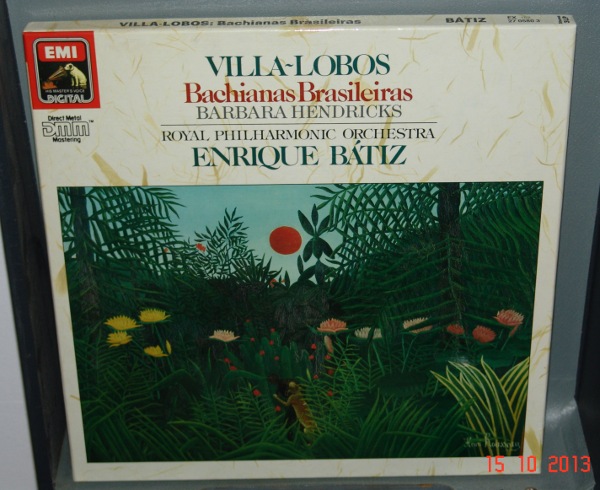 VILLA-LOBOS: Bachianas Brasileiras BÁTIZ
EMI
HIS MASTER'S VOICE
DIGITAL
Direct Metal
DMM™
Mastering
VILLA-LOBOS
Bachianas Brasileiras
BARBARA HENDRICKS
ROYAL PHILHARMONIC ORCHESTRA
ENRIQUE BÁTIZ
15 10 2013